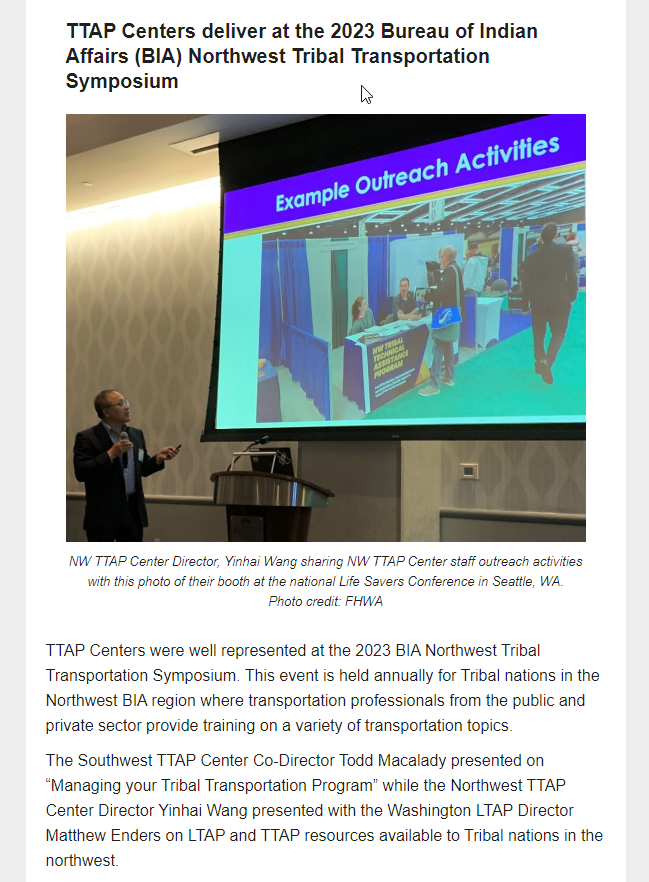 TTAP Centers deliver at the 2023 Bureau of Indian
Affairs (BIA) Northwest Tribal Transportation
Symposium
Example Outreach Activities
NW TRIBAL
TECHNICAL
ASSISTANCE
PROGRAM
NW TTAP Center Director, Yinhai Wang sharing NW TTAP Center staff outreach activities
with this photo of their booth at the national Life Savers Conference in Seattle, WA.
Photo credit: FHWA
TTAP Centers were well represented at the 2023 BIA Northwest Tribal
Transportation Symposium. This event is held annually for Tribal nations in the
Northwest BIA region where transportation professionals from the public and
private sector provide training on a variety of transportation topics.
The Southwest TTAP Center Co-Director Todd Macalady presented on
“Managing your Tribal Transportation Program” while the Northwest TTAP
Center Director Yinhai Wang presented with the Washington LTAP Director
Matthew Enders on LTAP and TTAP resources available to Tribal nations in the
northwest.